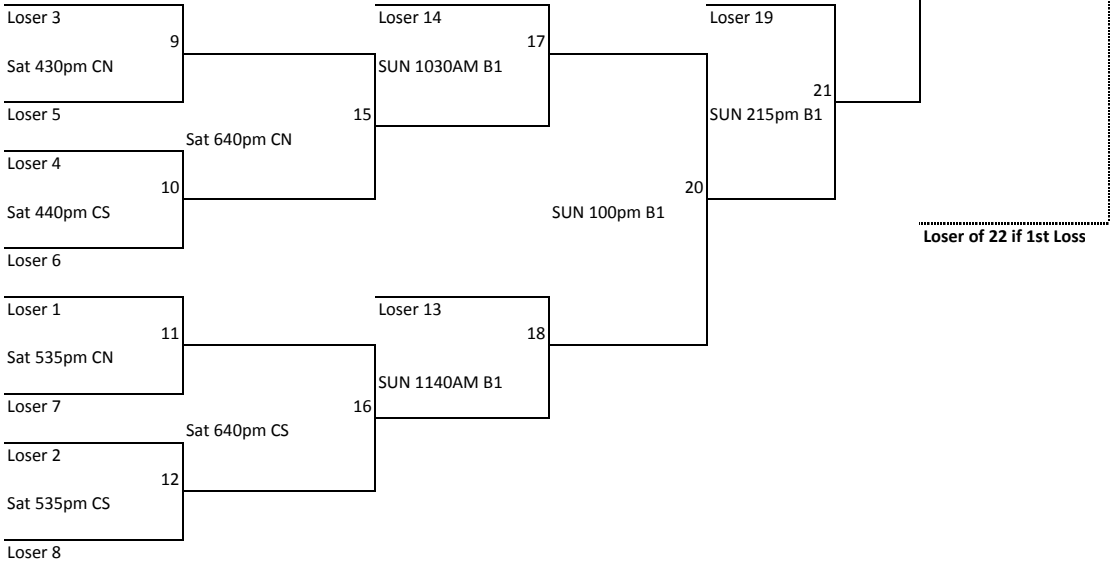 Loser 3
9
Sat 430pm CN
Loser 5
Loser 4
10
Sat 440pm CS
Loser 6
Loser 1
11
Sat 535pm CN
Loser 7
Loser 2
12
Sat 535pm CS
Loser 8
15
Sat 640pm CN
16
Sat 640pm CS
Loser 14
17
SUN 1030AM B1
Loser 13
18
SUN 1140AM B1
20
SUN 100pm B1
Loser 19
21
SUN 215pm B1
Loser of 22 if 1st Loss